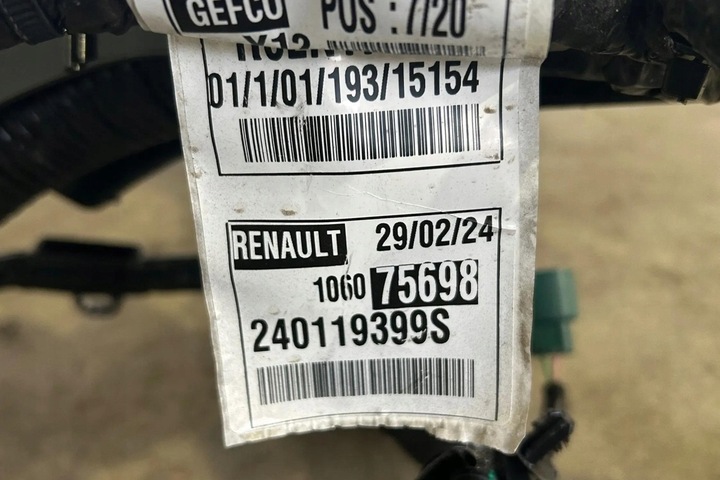 GEFCO POS : 7/20
01/1/01/193/15154
RENAULT 29/02/24
1060 75698
240119399S